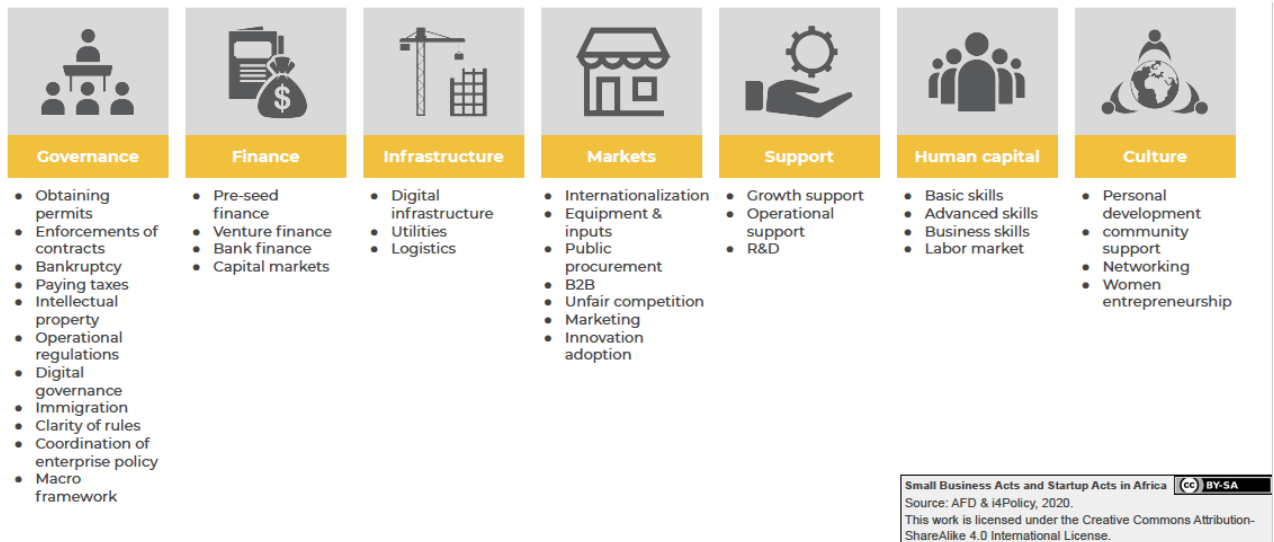 Governance
• Obtaining
permits
• Enforcements of
contracts
• Bankruptcy
• Paying taxes
• Intellectual
property
• Operational
regulations
• Digital
governance
• Immigration
• Clarity of rules
• Coordination of
enterprise policy
• Macro
framework
$
Finance
• Pre-seed
finance
• Venture finance
• Bank finance
• Capital markets
Infrastructure
• Digital
infrastructure
• Utilities
• Logistics
Markets
• Internationalization
• Equipment &
inputs
• Public
procurement
• B2B
• Unfair competition
• Marketing
• Innovation
adoption
Support
• Growth support
• Operational
support
• R&D
Human capital
• Basic skills
• Advanced skills
• Business skills
• Labor market
Culture
• Personal
development
• community
support
• Networking
• Women
entrepreneurship
Small Business Acts and Startup Acts in Africa cc BY-SA
Source: AFD & i4Policy, 2020.
This work is licensed under the Creative Commons Attribution-
ShareAlike 4.0 International License.